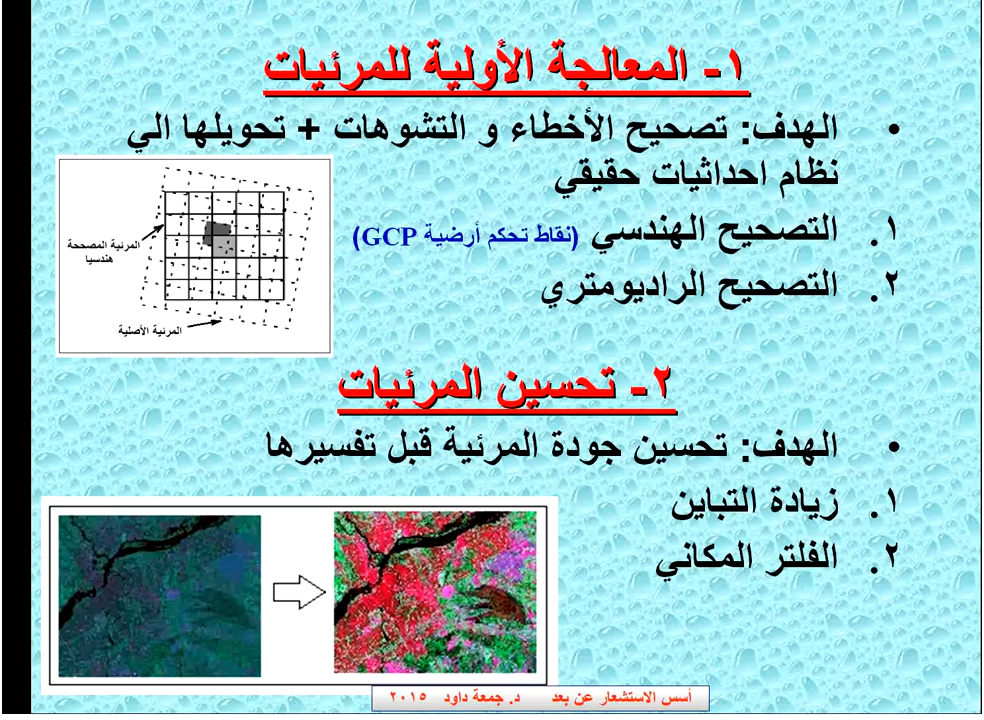 ١- المعالجة الأولية للمرئيات
• الهدف: تصحيح الأخطاء و التشوهات + تحويلها الي
نظام احداثيات حقيقي
١. التصحيح الهندسي (نقاط تحكم أرضية GCP)
٢. التصحيح الراديومتري
المرئية المصححة
هندسيا
المرئية الأصلية
٢- تحسين المرئيات
• الهدف: تحسين جودة المرئية قبل تفسيرها
١. زيادة التباين
٢. الفلتر المكاني
أسس الاستشعار عن بعد د. جمعة داود ٢٠١٥